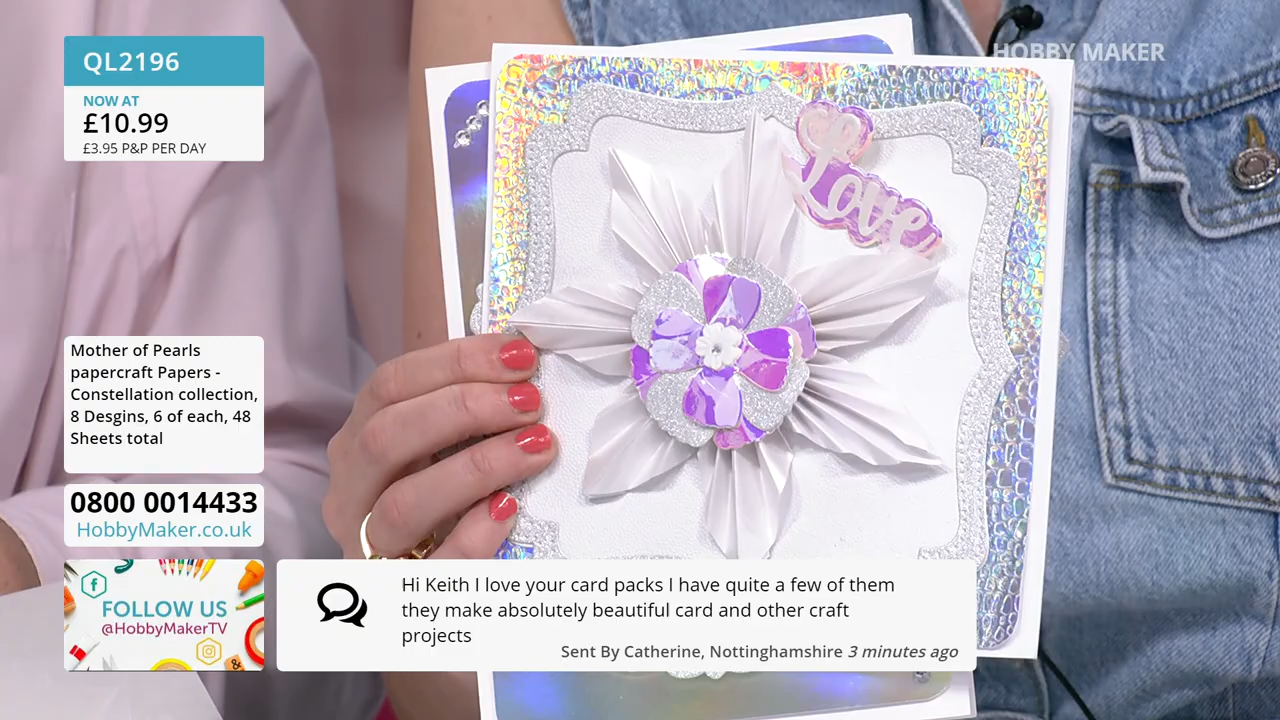 QL2196
NOW AT
£10.99
£3.95 P&P PER DAY
HOBBY MAKER
Love
Mother of Pearls
papercraft Papers -
Constellation collection,
8 Desgins, 6 of each, 48
Sheets total
0800 0014433
HobbyMaker.co.uk
FOLLOW US
@HobbyMakerTV
&
Hi Keith I love your card packs I have quite a few of them
they make absolutely beautiful card and other craft
projects
Sent By Catherine, Nottinghamshire 3 minutes ago